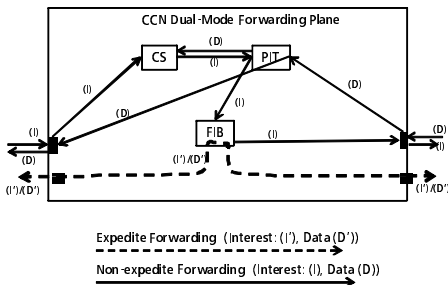 CCN Dual-Mode Forwarding Plane
(D)
CS
PIT
(I)
(I)
(D)
(I)
(D)
(I)
FIB
(I)
(D)
(D)
(I)
(I')/(D')
(I')/(D')
(I')/(D')
Expedite Forwarding (Interest: (I'), Data (D'))
Non-expedite Forwarding (Interest: (I), Data (D))